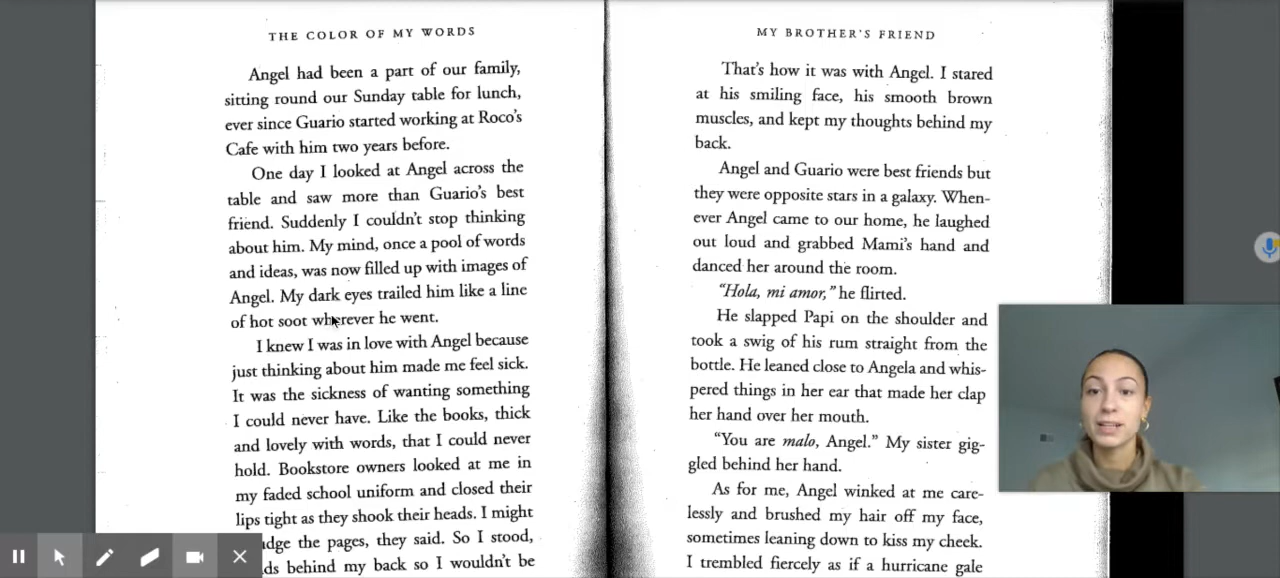 THE COLOR OF MY WORDS
Angel had been a part of our family,
sitting round our Sunday table for lunch,
ever since Guario started working at Roco's
Cafe with him two years before.
One day I looked at Angel across the
table and saw more than Guario's best
friend. Suddenly I couldn't stop thinking
about him. My mind, once a pool of words
and ideas, was now filled up with images of
Angel. My dark eyes trailed him like a line
of hot soot wherever he went.
I knew I was in love with Angel because
just thinking about him made me feel sick.
It was the sickness of wanting something
I could never have. Like the books, thick
and lovely with words, that I could never
hold. Bookstore owners looked at me in
my faded school uniform and closed their
lips tight as they shook their heads. I might
the pages, they said. So I stood,
behind my back so I wouldn't be
MY BROTHER'S FRIEND
That's how it was with Angel. I stared
at his smiling face, his smooth brown
muscles, and kept my thoughts behind my
back.
Angel and Guario were best friends but
they were opposite stars in a galaxy. When-
ever Angel came to our home, he laughed
out loud and grabbed Mami's hand and
danced her around the room.
"Hola, mi amor," he flirted.
He slapped Papi on the shoulder and
took a swig of his rum straight from the
bottle. He leaned close to Angela and whis-
pered things in her ear that made her clap
her hand over her mouth.
"You are malo, Angel." My sister gig-
gled behind her hand.
As for me, Angel winked at me care-
lessly and brushed my hair off my face,
sometimes leaning down to kiss my cheek.
I trembled fiercely as if a hurricane gale